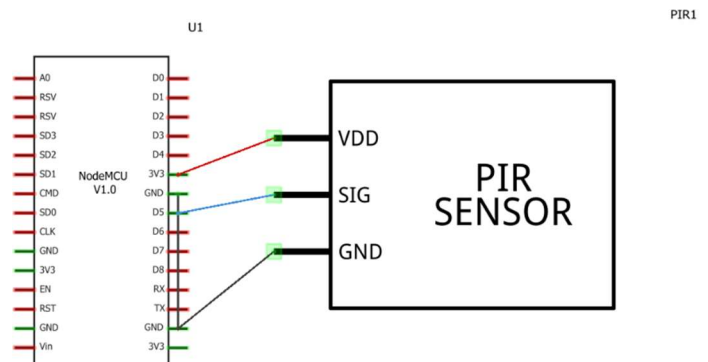 U1
PIR1
A0
RSV
RSV
SD3
SD2
SD1
CMD
SD0
CLK
GND
3V3
EN
RST
GND
Vin
NodeMCU
V1.0
D0
D1
D2
D3
D4
3V3
GND
D5
D6
D7
D8
RX
TX
GND
3V3
VDD
SIG
GND
PIR
SENSOR